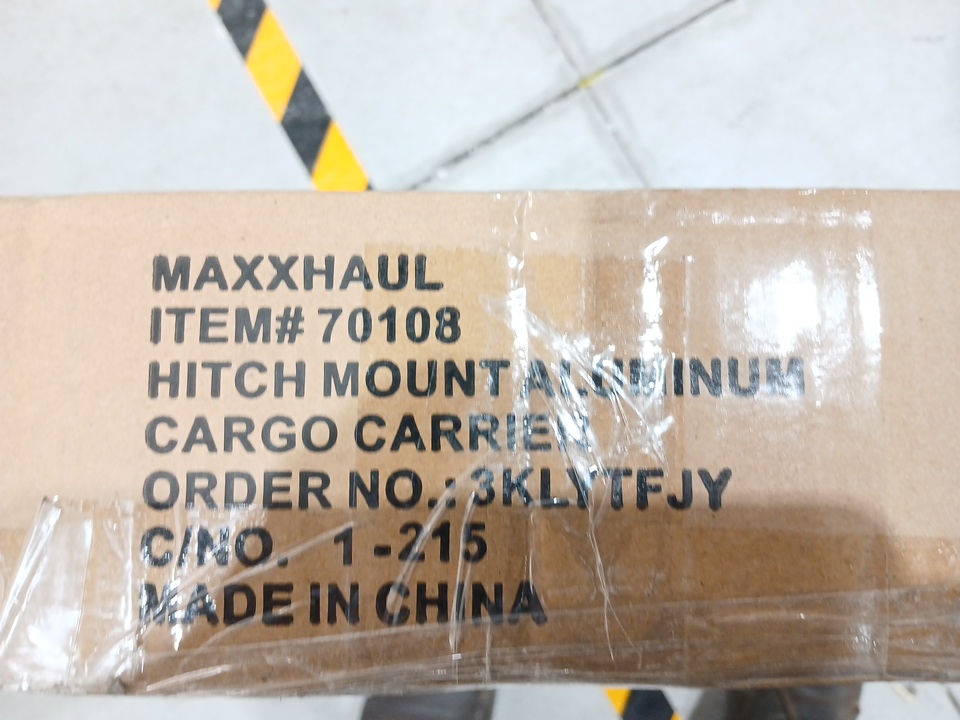 MAXXHAUL
ITEM# 70108
HITCH MOUNT ALUMINUM
CARGO CARRIER
ORDER NO.: 3KLYTFJY
C/NO. 1-215
MADE IN CHINA